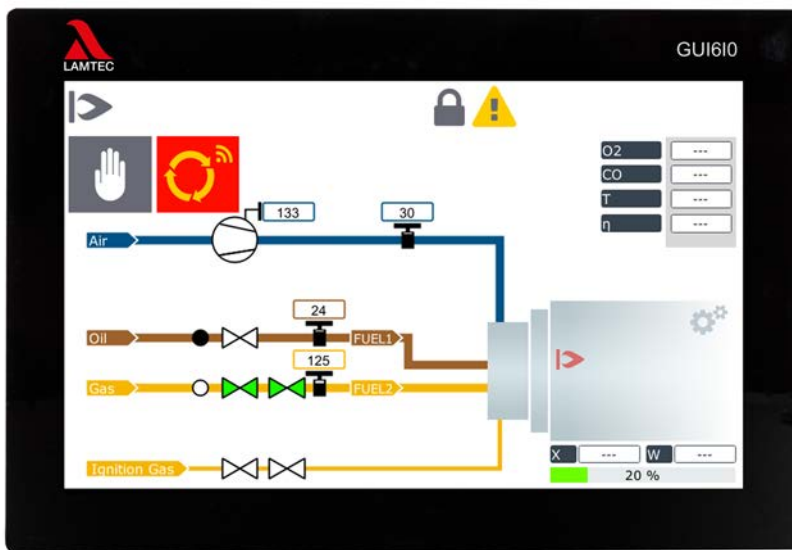 LAMTEC
GUI6I0
O2 ---
CO ---
T ---
η ---
133
30
Air
24
Oil
FUEL1
125
Gas
FUEL2
Ignition Gas
X --- W ---
20 %